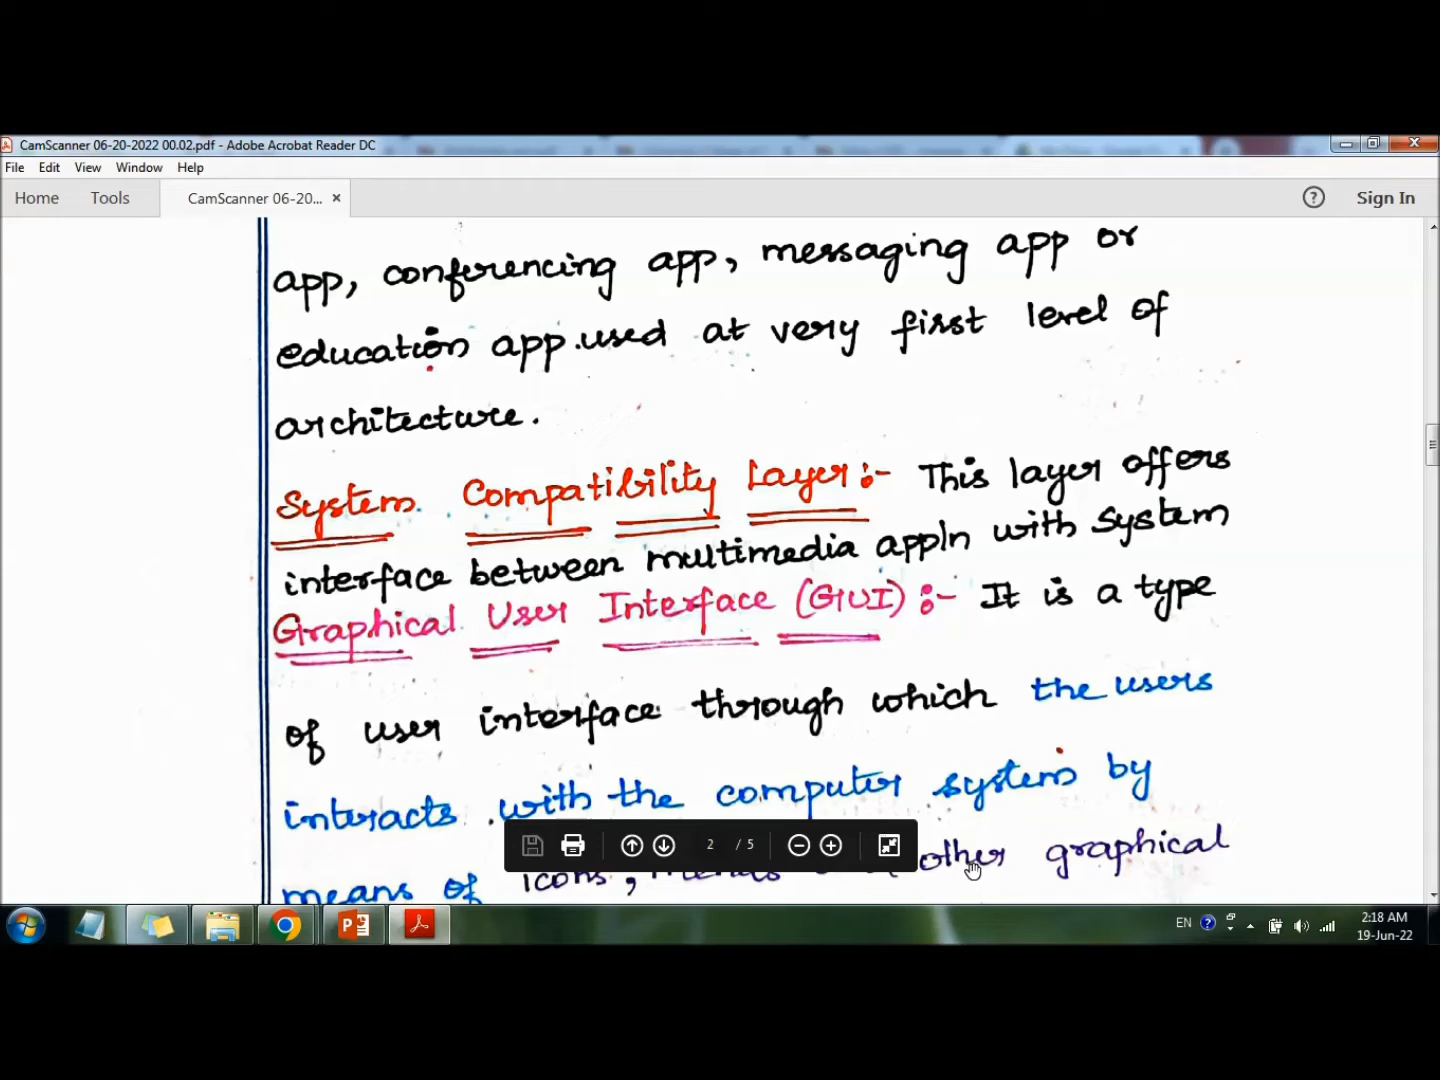 CamScanner 06-20-2022 00.02.pdf - Adobe Acrobat Reader DC
File Edit View Window Help
Home Tools CamScanner 06-20... × Sign In
app, conferencing app, messaging app or
education app.used at very first level of
architecture.
System Compatibility Layer:- This layer offers
interface between multimedia appln with System
Graphical User Interface (GUI):- It is a type
of user interface through which the users
interacts with the computer system by
means of icons, other graphical
2 / 5
EN 2:18 AM
19-Jun-22